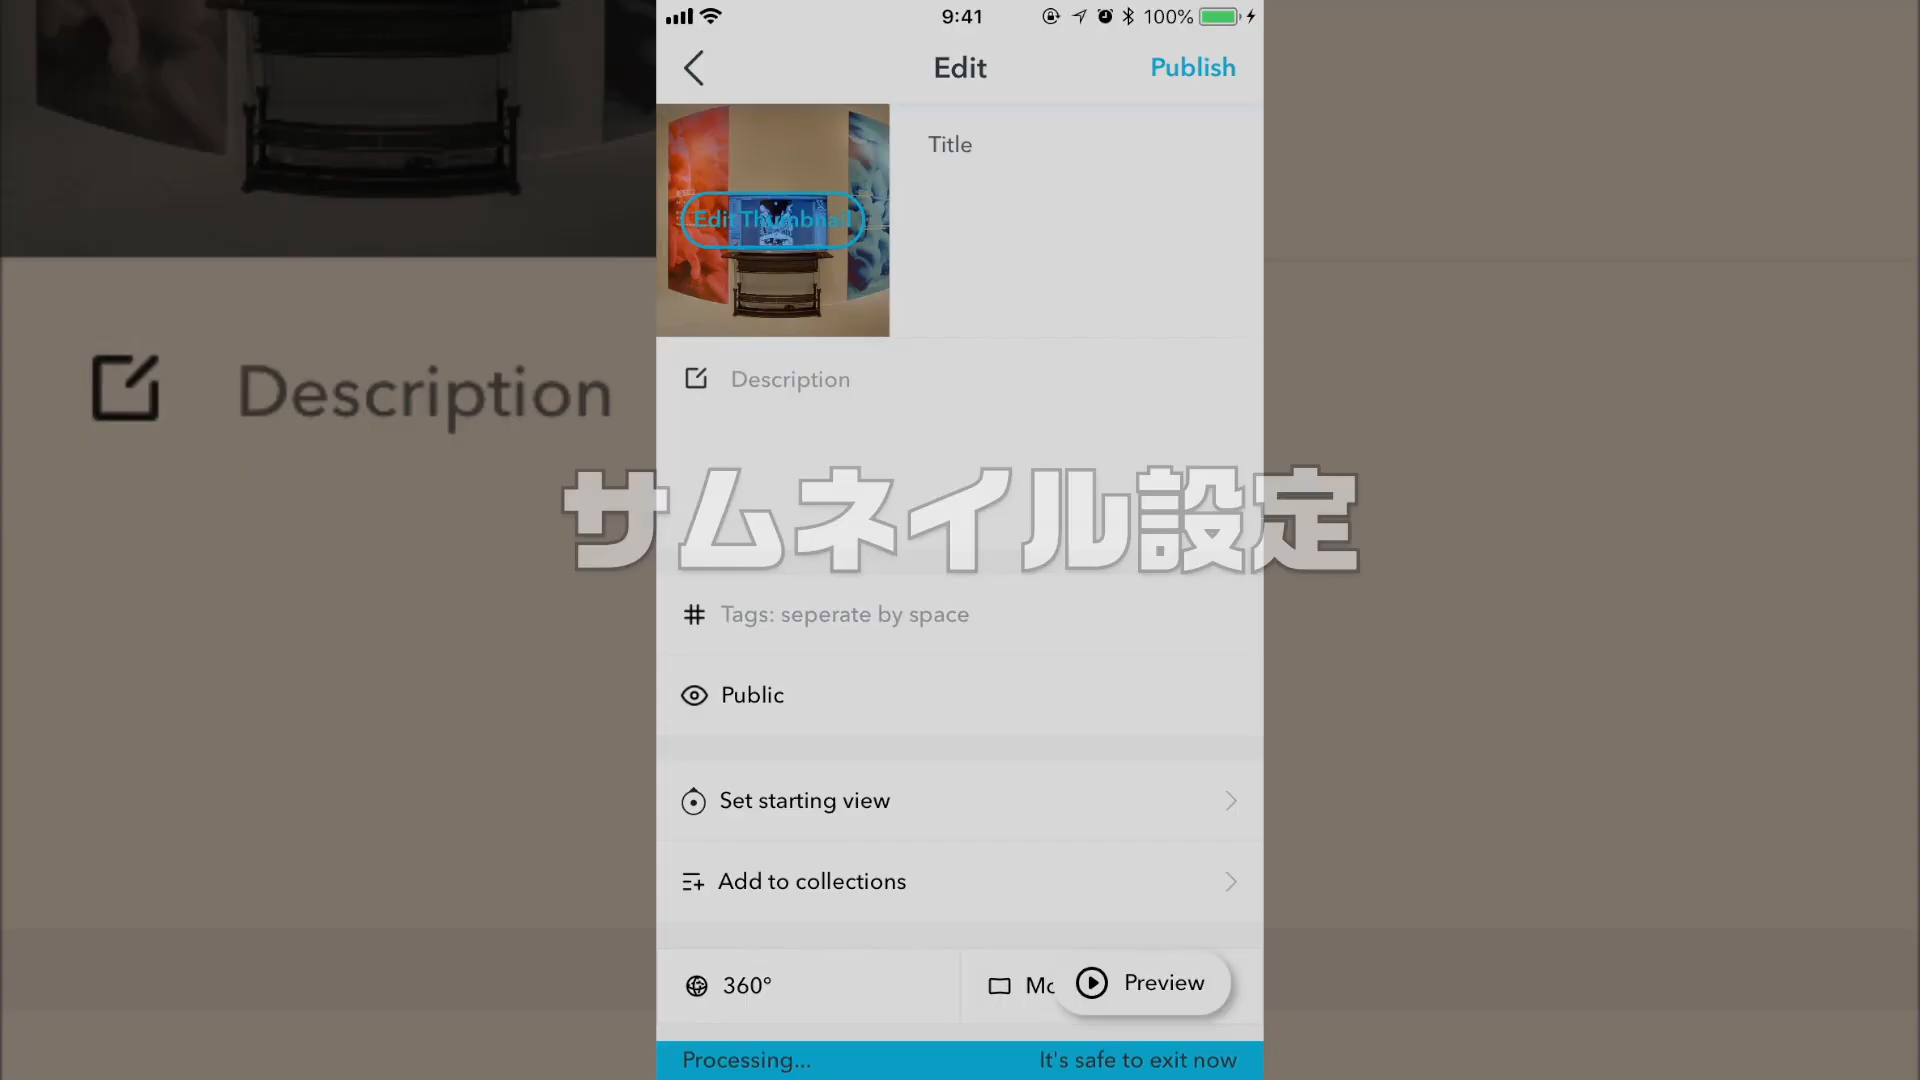 9:41
100%
Edit
Publish
Edit Thumbnail
Title
Description
Description
サムネイル設定
# Tags: seperate by space
Public
Set starting view
Add to collections
360°
Preview
Processing...
It's safe to exit now